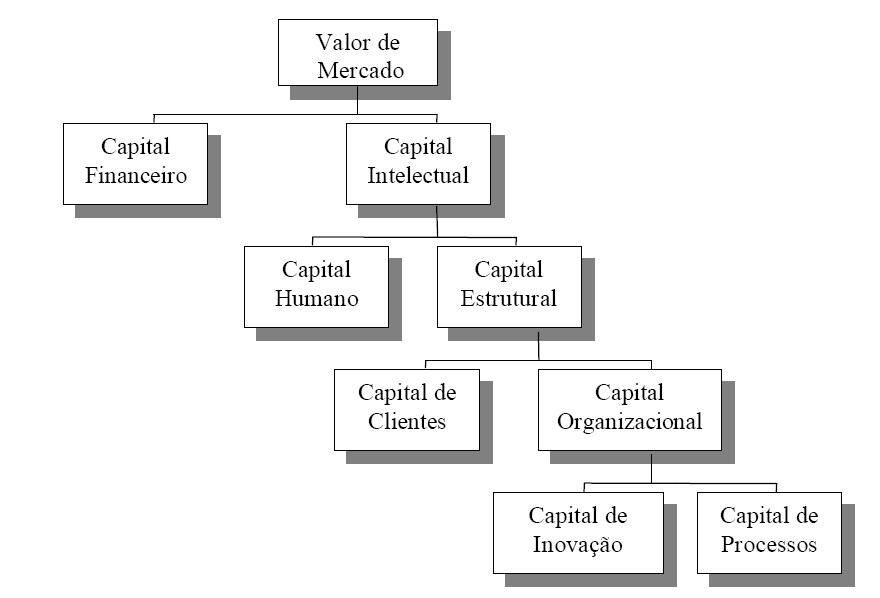 Valor de
Mercado
Capital
Financeiro
Capital
Intelectual
Capital
Humano
Capital
Estrutural
Capital de
Clientes
Capital
Organizacional
Capital de
Inovação
Capital de
Processos